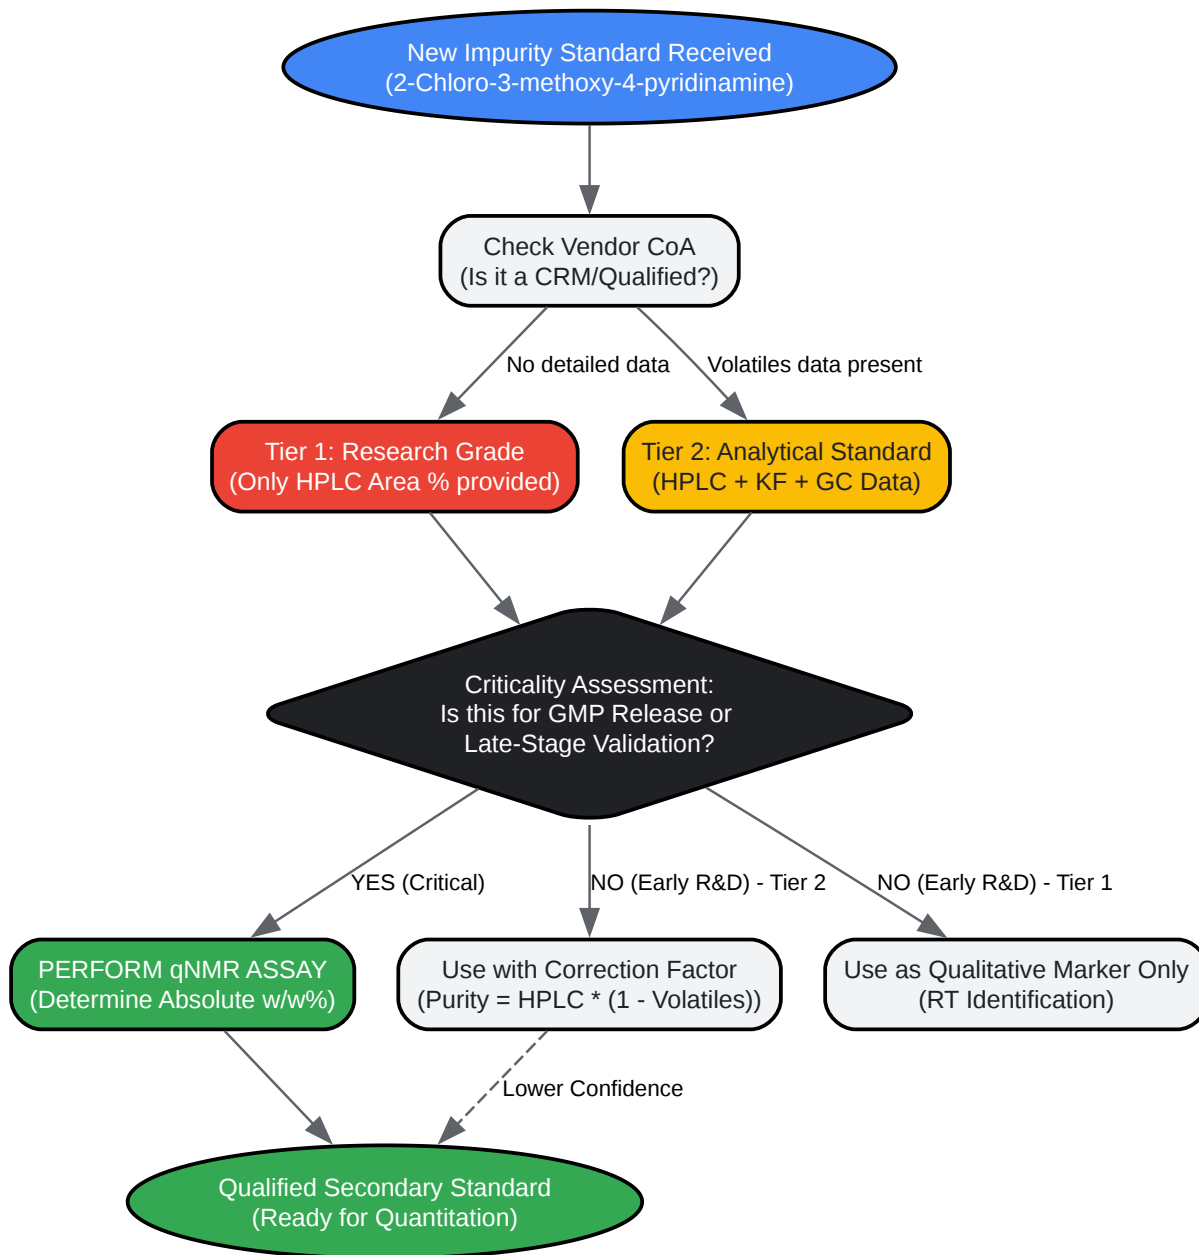 New Impurity Standard Received
(2-Chloro-3-methoxy-4-pyridinamine)
Check Vendor CoA
(Is it a CRM/Qualified?)
No detailed data
Volatiles data present
Tier 1: Research Grade
(Only HPLC Area % provided)
Tier 2: Analytical Standard
(HPLC + KF + GC Data)
Criticality Assessment:
Is this for GMP Release or
Late-Stage Validation?
YES (Critical)
NO (Early R&D) - Tier 2
NO (Early R&D) - Tier 1
PERFORM qNMR ASSAY
(Determine Absolute w/w%)
Use with Correction Factor
(Purity = HPLC * (1 - Volatiles))
Use as Qualitative Marker Only
(RT Identification)
Lower Confidence
Qualified Secondary Standard
(Ready for Quantitation)